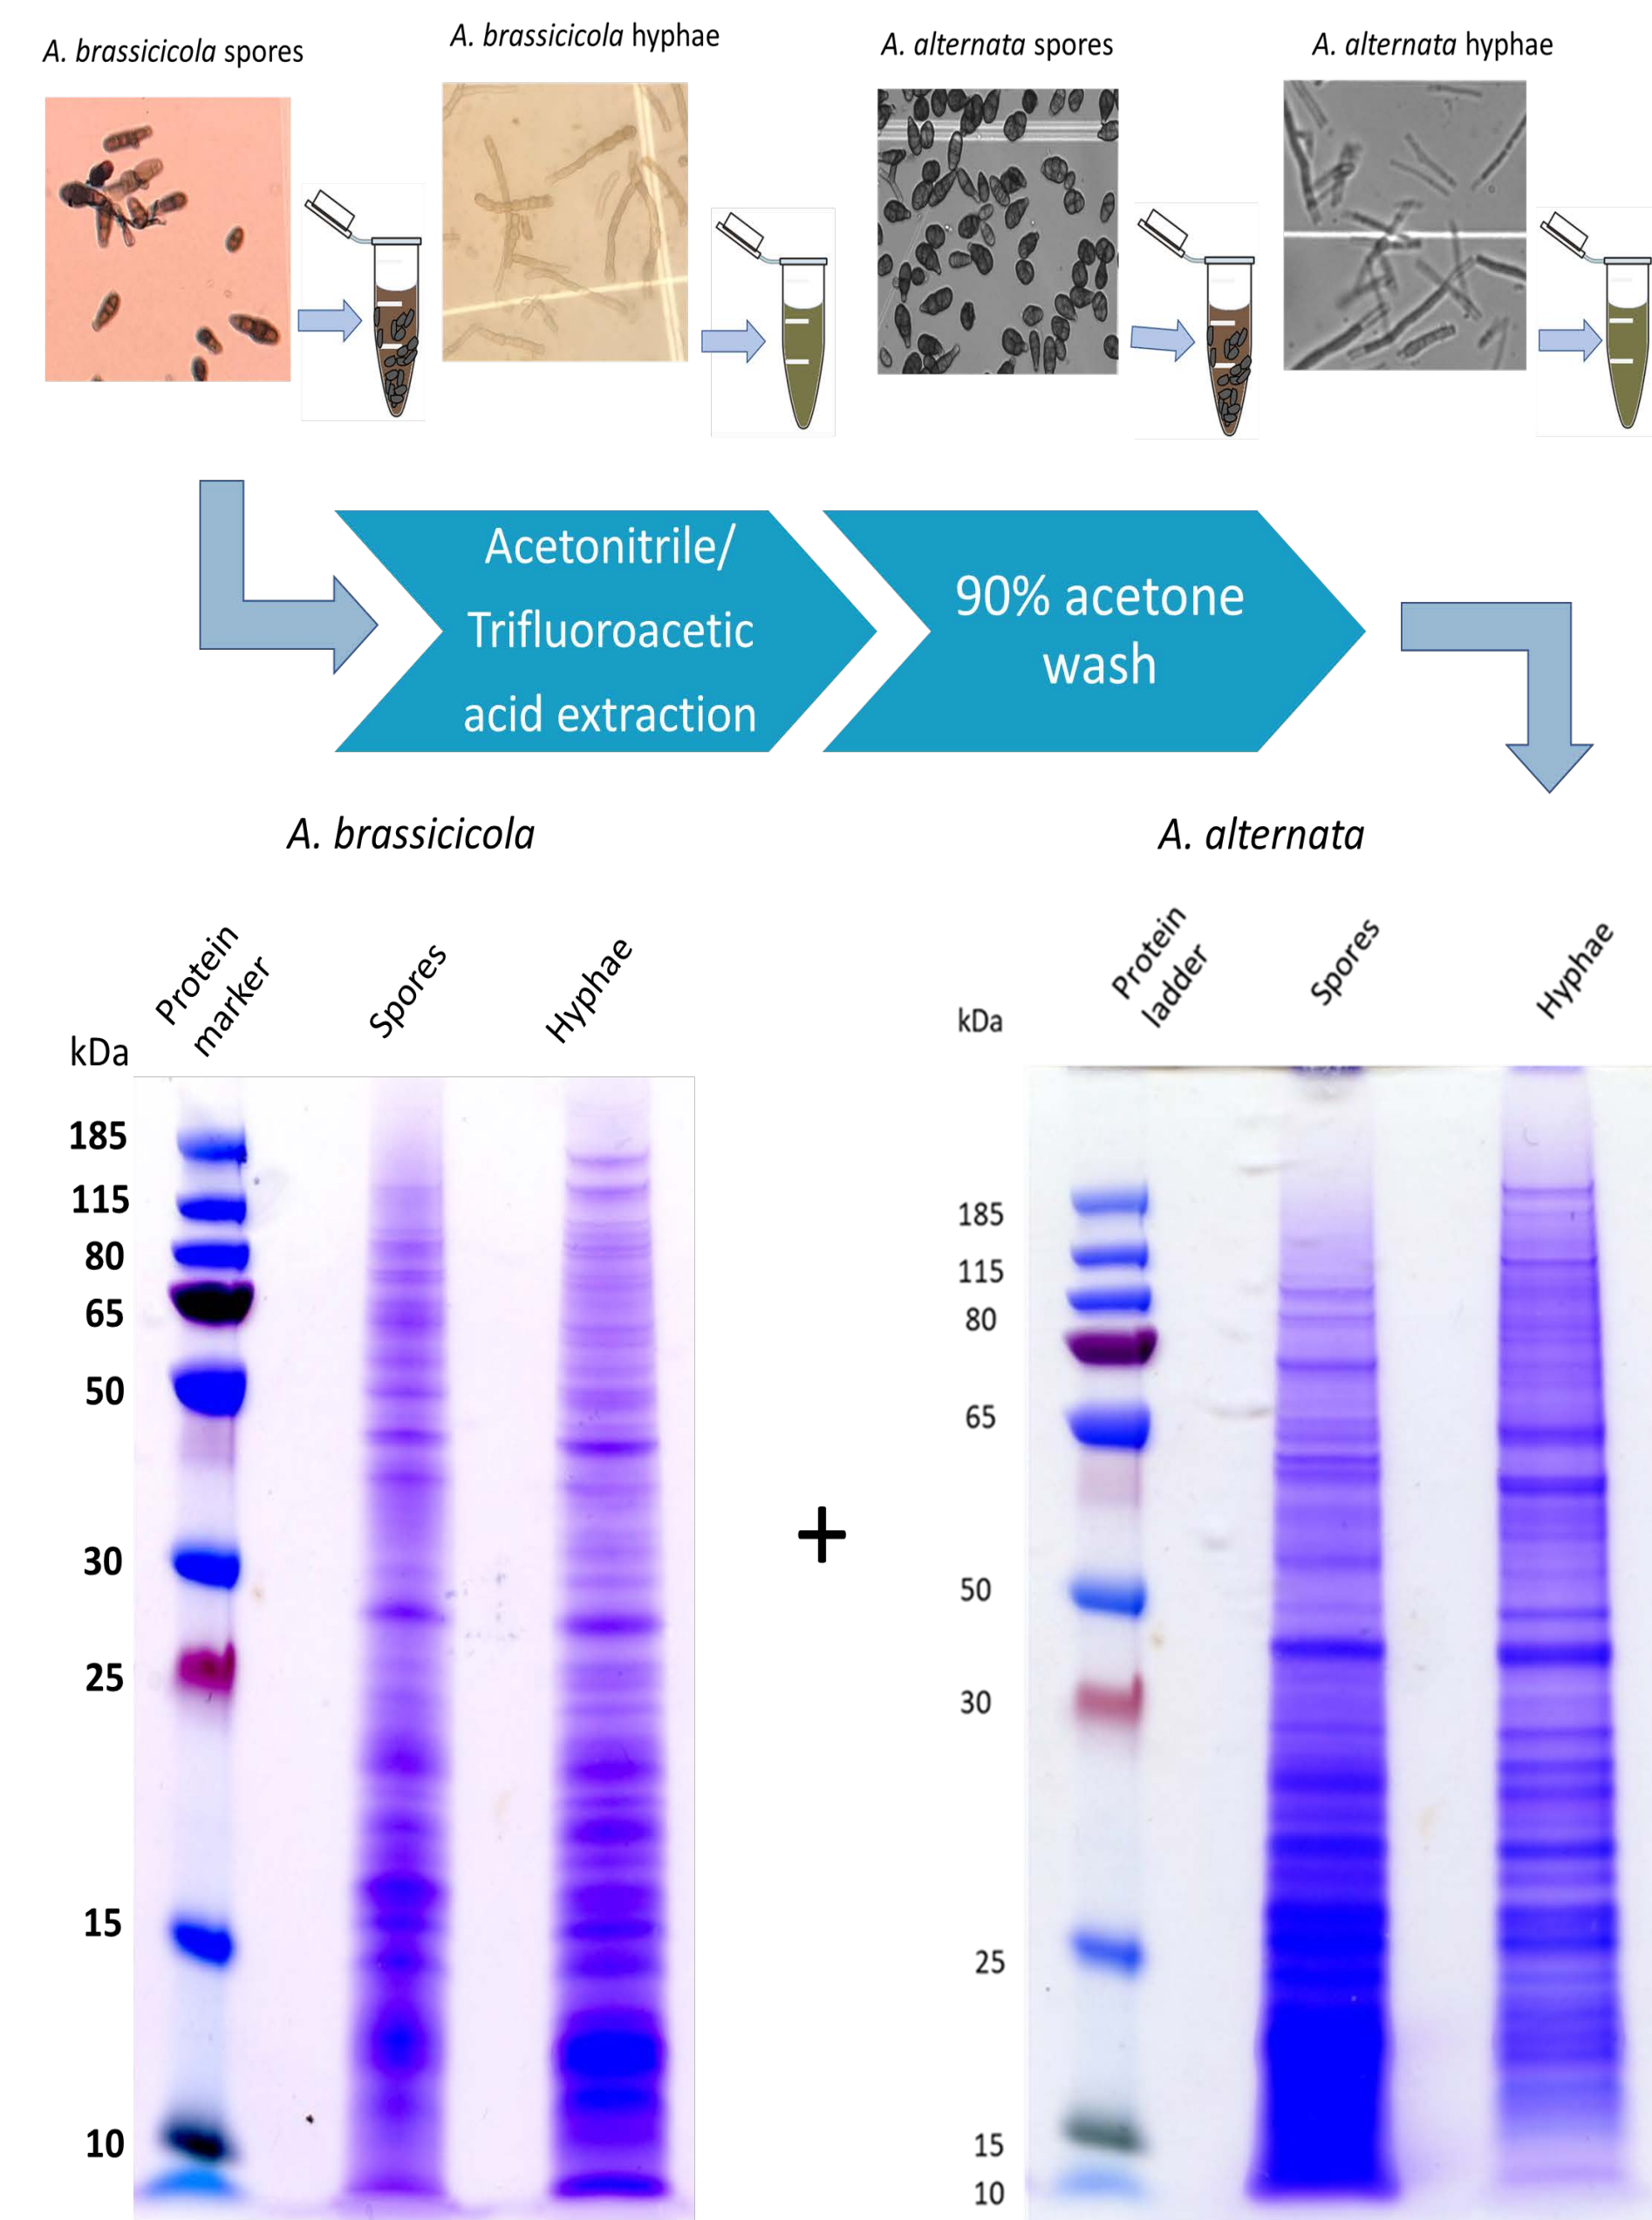 A. brassicicola spores
A. brassicicola hyphae
A. alternata spores
A. alternata hyphae
Acetonitrile/
Trifluoroacetic
acid extraction
90% acetone
wash
A. brassicicola
A. alternata
Protein
marker
Spores
Hyphae
kDa
185
115
80
65
50
30
25
15
10
+
Protein
ladder
Spores
Hyphae
kDa
185
115
80
65
50
30
25
15
10